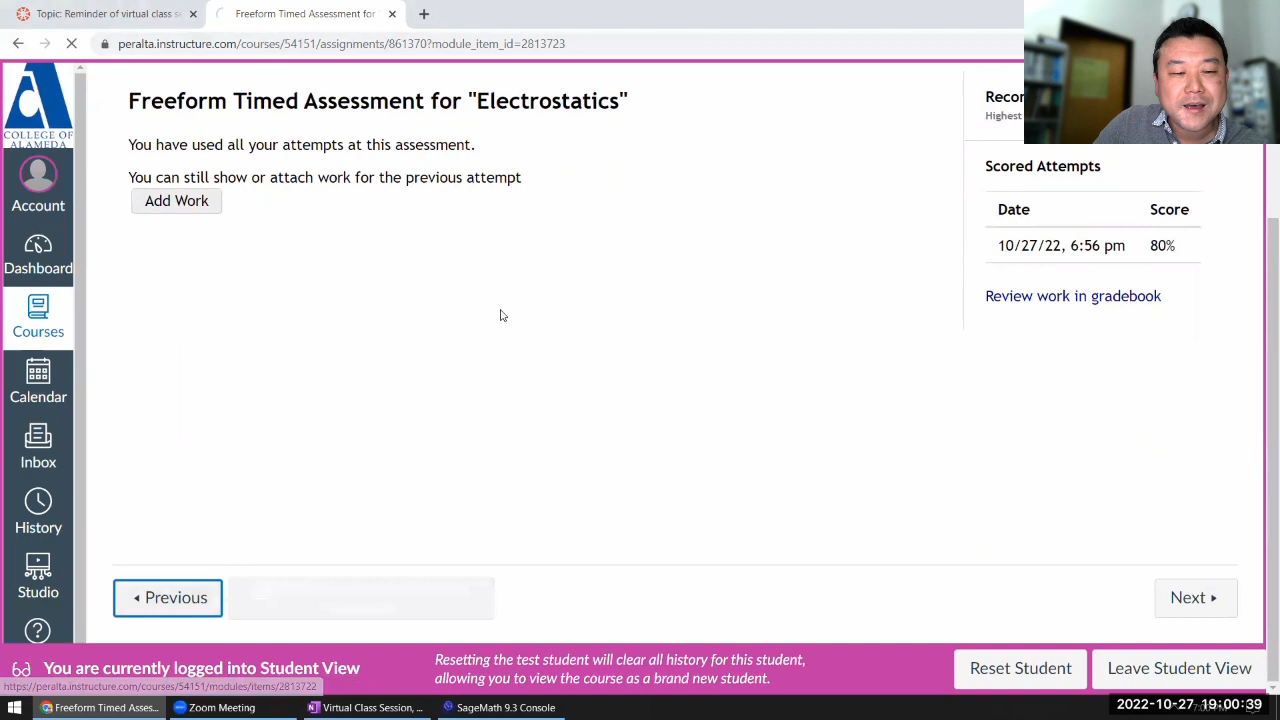 Topic: Reminder of virtual class se
Freeform Timed Assessment for
peralta.instructure.com/courses/54151/assignments/861370?module_item_id=2813723
COLLEGE OF
ALAMEDA
Account
Dashboard
Courses
Calendar
Inbox
History
Studio
Freeform Timed Assessment for "Electrostatics"
You have used all your attempts at this assessment.
You can still show or attach work for the previous attempt
Add Work
Highest
Scored Attempts
Date Score
10/27/22, 6:56 pm 80%
Review work in gradebook
Previous
Next
You are currently logged into Student View
Resetting the test student will clear all history for this student,
allowing you to view the course as a brand new student.
Reset Student
Leave Student View
https://peralta.instructure.com/courses/54151/modules/items/2813722
Freeform Timed Asses...
Zoom Meeting
Virtual Class Session, ...
SageMath 9.3 Console
2022-10-27 19:00:39